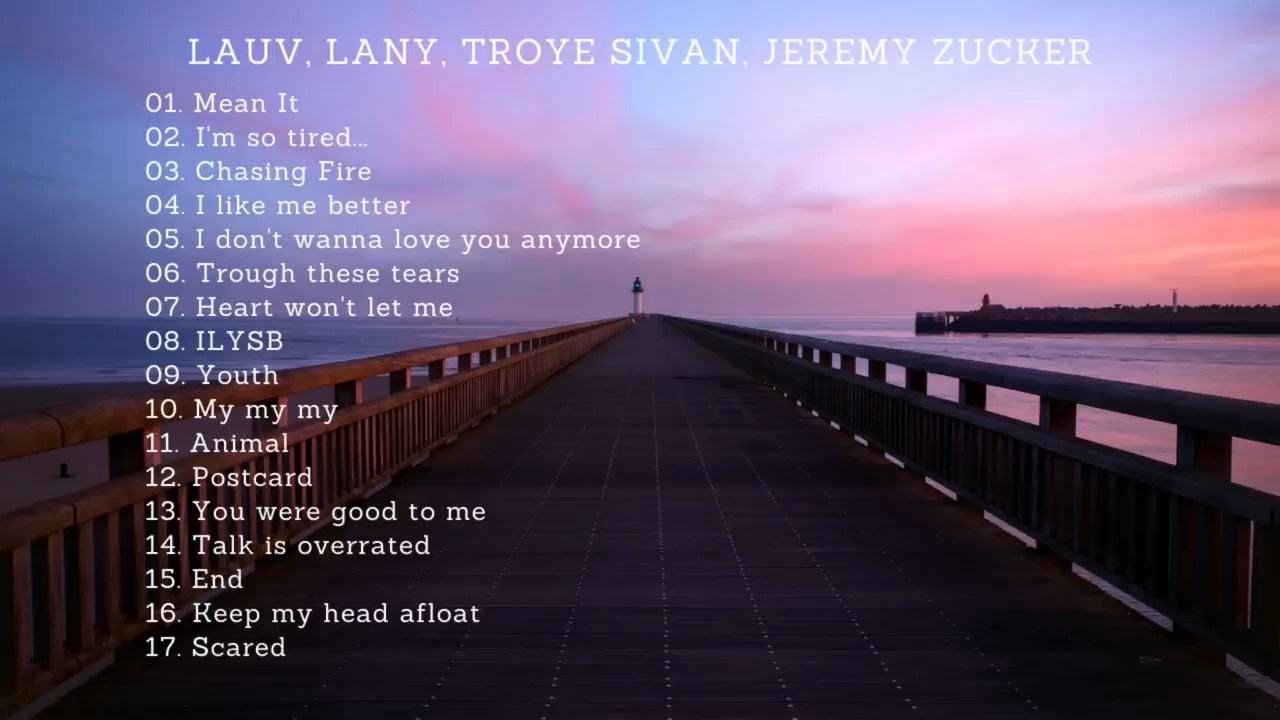 LAUV, LANY, TROYE SIVAN, JEREMY ZUCKER
01. Mean It
02. I'm so tired...
03. Chasing Fire
04. I like me better
05. I don't wanna love you anymore
06. Trough these tears
07. Heart won't let me
08. ILYSB
09. Youth
10. My my my
11. Animal
12. Postcard
13. You were good to me
14. Talk is overrated
15. End
16. Keep my head afloat
17. Scared